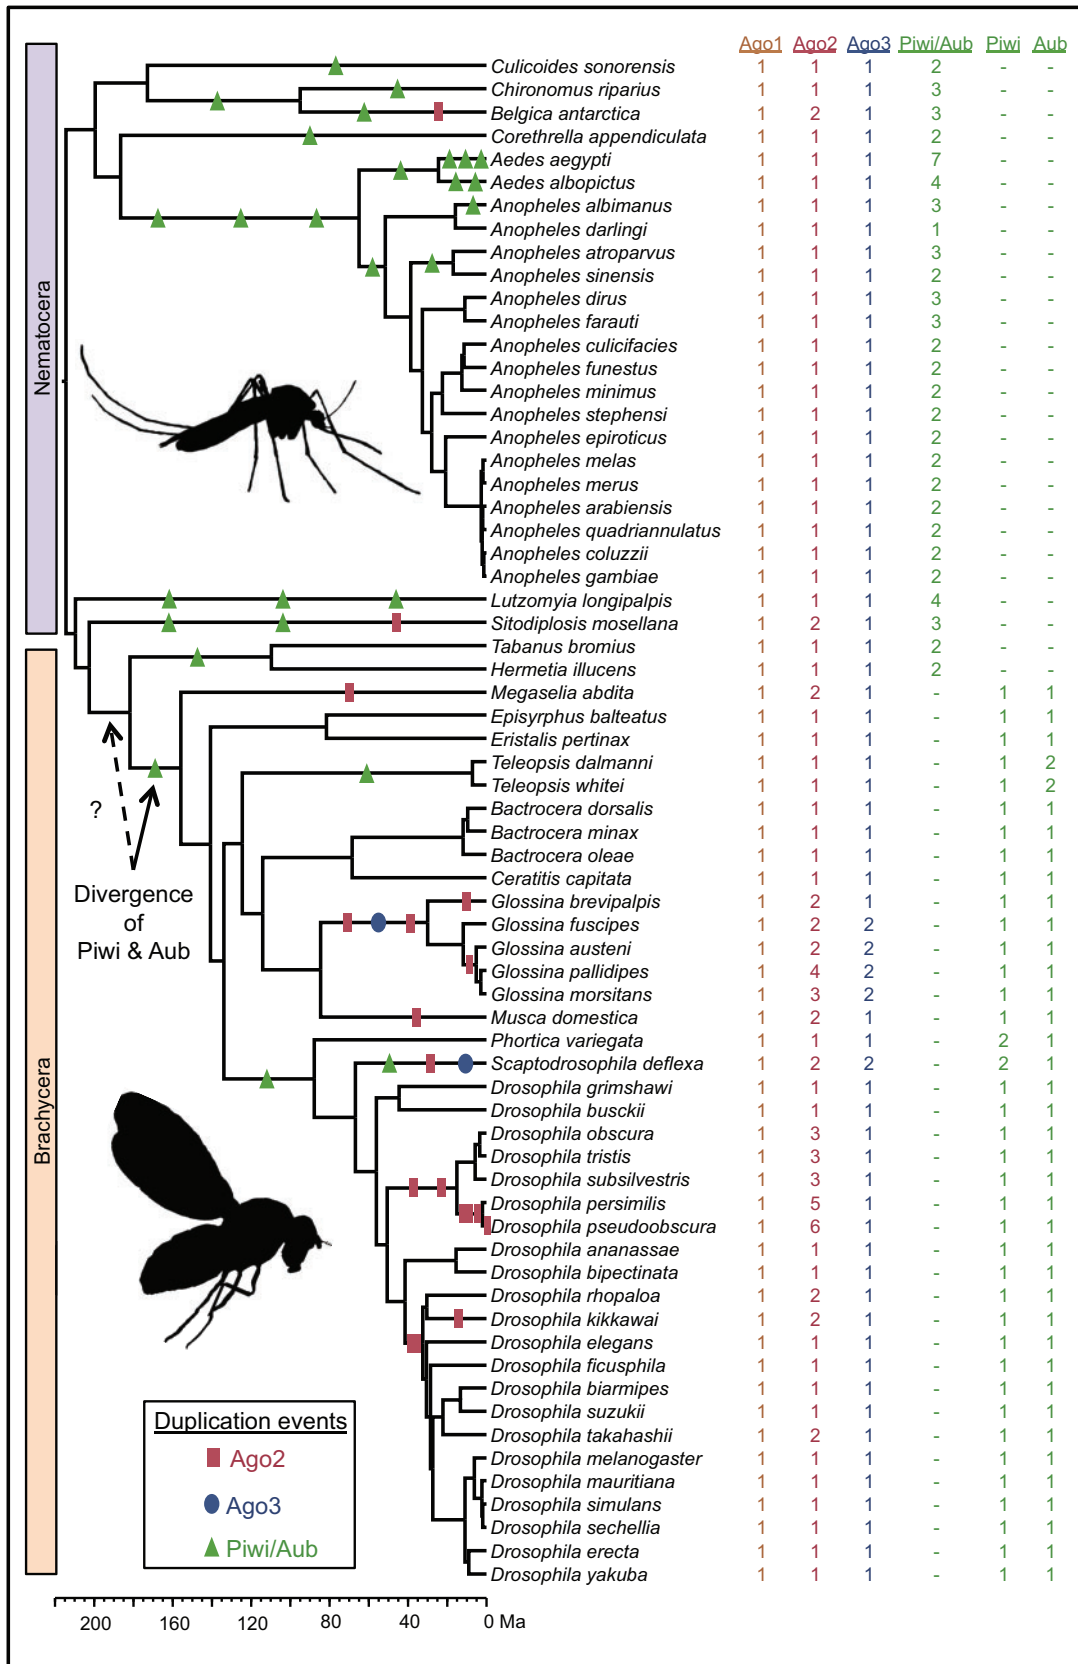 Ago1 Ago2 Ago3 Piwi/Aub Piwi Aub
Culicoides sonorensis 1 1 1 2 - -
Chironomus riparius 1 1 1 3 - -
Belgica antarctica 1 2 1 3 - -
Corethrella appendiculata 1 1 1 2 - -
Aedes aegypti 1 1 1 7 - -
Aedes albopictus 1 1 1 4 - -
Anopheles albimanus 1 1 1 3 - -
Anopheles darlingi 1 1 1 1 - -
Anopheles atroparvus 1 1 1 3 - -
Anopheles sinensis 1 1 1 2 - -
Anopheles dirus 1 1 1 3 - -
Anopheles farauti 1 1 1 3 - -
Anopheles culicifacies 1 1 1 2 - -
Anopheles funestus 1 1 1 2 - -
Anopheles minimus 1 1 1 2 - -
Anopheles stephensi 1 1 1 2 - -
Anopheles epiroticus 1 1 1 2 - -
Anopheles melas 1 1 1 2 - -
Anopheles merus 1 1 1 2 - -
Anopheles arabiensis 1 1 1 2 - -
Anopheles quadriannulatus 1 1 1 2 - -
Anopheles coluzzii 1 1 1 2 - -
Anopheles gambiae 1 1 1 2 - -
Lutzomyia longipalpis 1 1 1 4 - -
Sitodiplosis mosellana 1 2 1 3 - -
Tabanus bromius 1 1 1 2 - -
Hermetia illucens 1 1 1 2 - -
Megaselia abdita 1 2 1 - 1 1
Episyrphus balteatus 1 1 1 - 1 1
Eristalis pertinax 1 1 1 - 1 1
Teleopsis dalmanni 1 1 1 - 1 2
Teleopsis whitei 1 1 1 - 1 2
Bactrocera dorsalis 1 1 1 - 1 1
Bactrocera minax 1 1 1 - 1 1
Bactrocera oleae 1 1 1 - 1 1
Ceratitis capitata 1 1 1 - 1 1
Glossina brevipalpis 1 2 1 - 1 1
Glossina fuscipes 1 2 2 - 1 1
Glossina austeni 1 2 2 - 1 1
Glossina pallidipes 1 4 2 - 1 1
Glossina morsitans 1 3 2 - 1 1
Musca domestica 1 2 1 - 1 1
Phortica variegata 1 1 1 - 2 1
Scaptodrosophila deflexa 1 2 2 - 2 1
Drosophila grimshawi 1 1 1 - 1 1
Drosophila busckii 1 1 1 - 1 1
Drosophila obscura 1 3 1 - 1 1
Drosophila tristis 1 3 1 - 1 1
Drosophila subsilvestris 1 3 1 - 1 1
Drosophila persimilis 1 5 1 - 1 1
Drosophila pseudoobscura 1 6 1 - 1 1
Drosophila ananassae 1 1 1 - 1 1
Drosophila bipectinata 1 1 1 - 1 1
Drosophila rhopaloa 1 2 1 - 1 1
Drosophila kikkawai 1 2 1 - 1 1
Drosophila elegans 1 1 1 - 1 1
Drosophila ficusphila 1 1 1 - 1 1
Drosophila biarmipes 1 1 1 - 1 1
Drosophila suzukii 1 1 1 - 1 1
Drosophila takahashii 1 2 1 - 1 1
Drosophila melanogaster 1 1 1 - 1 1
Drosophila mauritiana 1 1 1 - 1 1
Drosophila simulans 1 1 1 - 1 1
Drosophila sechellia 1 1 1 - 1 1
Drosophila erecta 1 1 1 - 1 1
Drosophila yakuba 1 1 1 - 1 1
Nematocera
Brachycera
?
Divergence
of
Piwi & Aub
Duplication events
Ago2
Ago3
Piwi/Aub
200 160 120 80 40 0 Ma